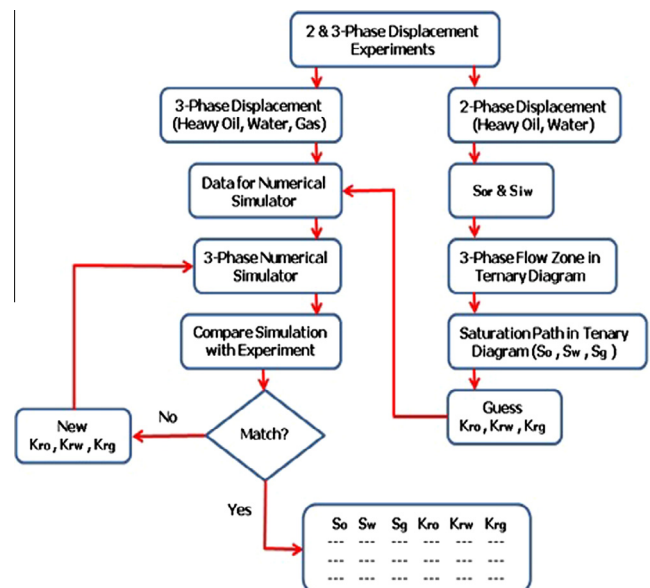 2 & 3-Phase Displacement
Experiments
3-Phase Displacement
(Heavy Oil, Water, Gas)
2-Phase Displacement
(Heavy Oil, Water)
Data for Numerical
Simulator
Sor & Siw
3-Phase Numerical
Simulator
3-Phase Flow Zone in
Ternary Diagram
Compare Simulation
with Experiment
Saturation Path in Tenary
Diagram (So , Sw , Sg )
Guess
Kro , Krw , Krg
Match?
No
New
Kro , Krw , Krg
Yes
So Sw Sg Kro Krw Krg
--- --- --- --- --- ---
--- --- --- --- --- ---
--- --- --- --- --- ---